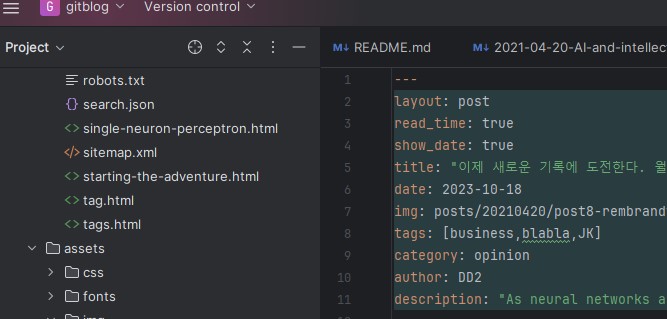 G gitblog Version control
Project
robots.txt
search.json
single-neuron-perceptron.html
sitemap.xml
starting-the-adventure.html
tag.html
tags.html
assets
css
fonts
README.md 2021-04-20-AI-and-intellec
1 ---
2 layout: post
3 read_time: true
4 show_date: true
5 title: "이제 새로운 기록에 도전한다. 월
6 date: 2023-10-18
7 img: posts/20210420/post8-rembrandt
8 tags: [business,blabla,JK]
9 category: opinion
10 author: DD2
11 description: "As neural networks a